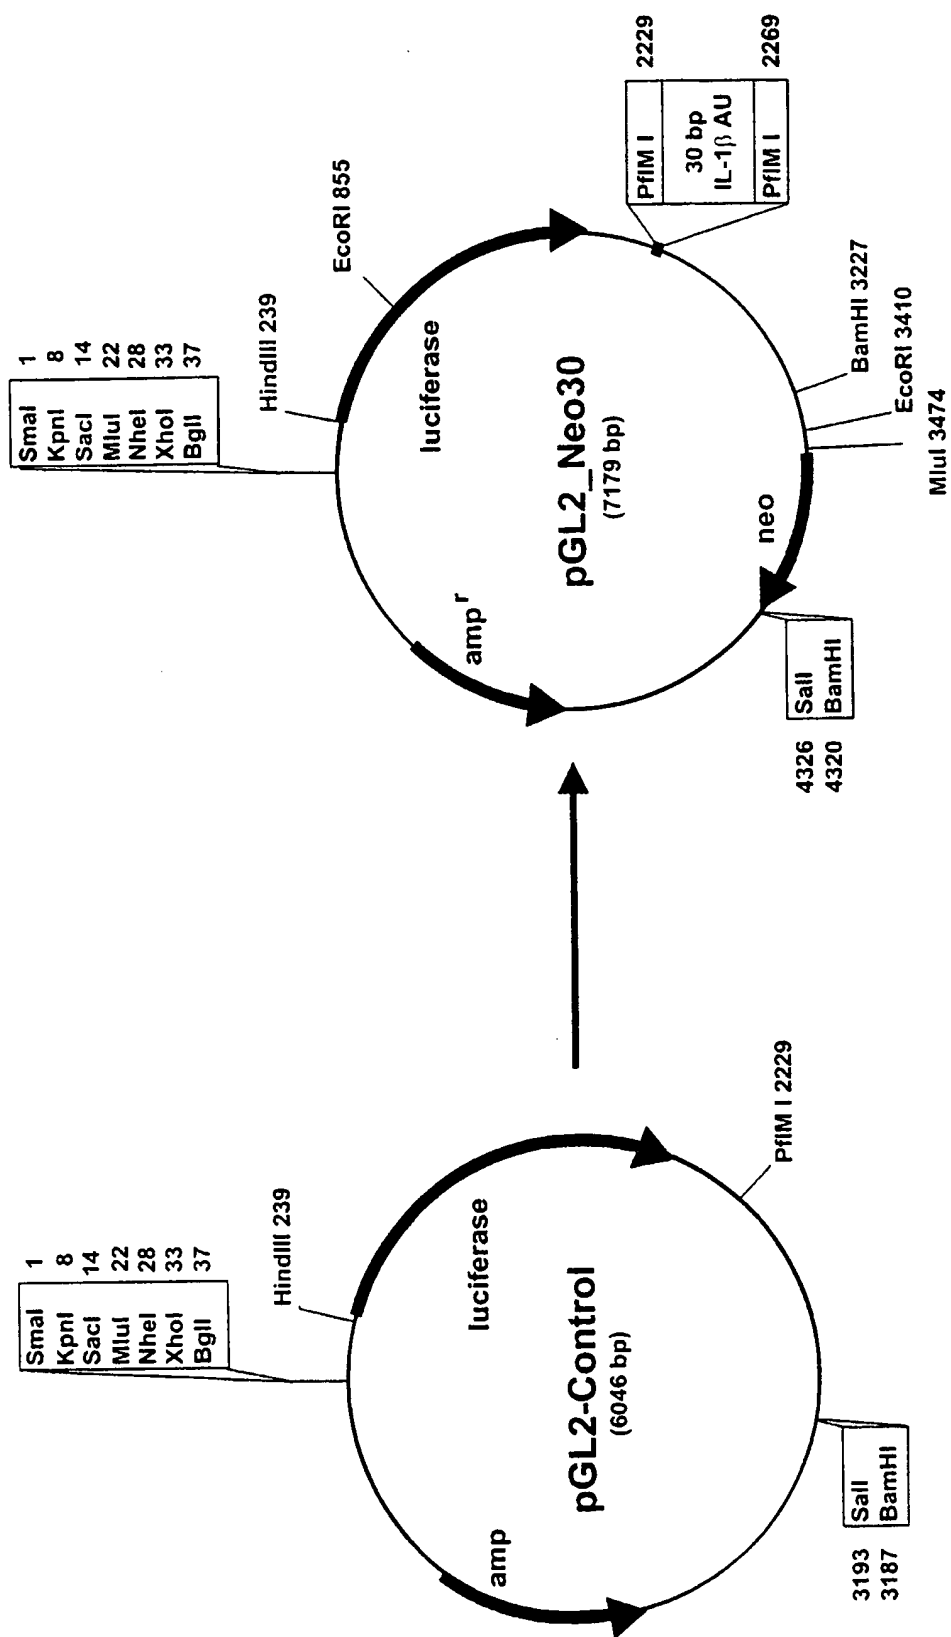 SmaI 1
KpnI 8
SacI 14
MluI 22
NheI 28
XhoI 33
BglI 37
HindIII 239
luciferase
amp
pGL2-Control
(6046 bp)
PflM I 2229
3193 SalI
3187 BamHI
SmaI 1
KpnI 8
SacI 14
MluI 22
NheI 28
XhoI 33
BglI 37
HindIII 239
EcoRI 855
luciferase
amp r
pGL2_Neo30
(7179 bp)
PflM I 2229
30 bp
IL-1β AU
PflM I 2269
neo
BamHI 3227
EcoRI 3410
MluI 3474
4326 SalI
4320 BamHI